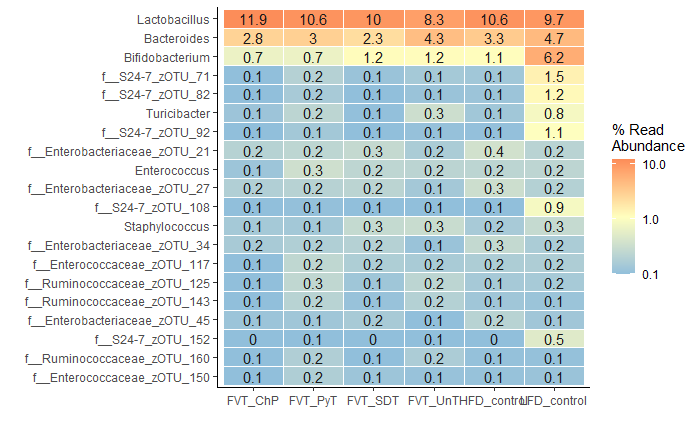 Lactobacillus 11.9 10.6 10 8.3 10.6 9.7
Bacteroides 2.8 3 2.3 4.3 3.3 4.7
Bifidobacterium 0.7 0.7 1.2 1.2 1.1 6.2
f__S24-7_zOTU_71 0.1 0.2 0.1 0.1 0.1 1.5
f__S24-7_zOTU_82 0.1 0.2 0.1 0.1 0.1 1.2
Turicibacter 0.1 0.2 0.1 0.3 0.1 0.8
f__S24-7_zOTU_92 0.1 0.1 0.1 0.1 0.1 1.1
f__Enterobacteriaceae_zOTU_21 0.2 0.2 0.3 0.2 0.4 0.2
Enterococcus 0.1 0.3 0.2 0.2 0.2 0.2
f__Enterobacteriaceae_zOTU_27 0.2 0.2 0.2 0.2 0.3 0.2
f__S24-7_zOTU_108 0.1 0.1 0.1 0.1 0.1 0.9
Staphylococcus 0.1 0.1 0.3 0.3 0.2 0.3
f__Enterobacteriaceae_zOTU_34 0.2 0.2 0.2 0.1 0.3 0.2
f__Enterococcaceae_zOTU_117 0.1 0.2 0.2 0.2 0.2 0.2
f__Ruminococcaceae_zOTU_125 0.1 0.3 0.1 0.2 0.1 0.2
f__Ruminococcaceae_zOTU_143 0.1 0.2 0.1 0.2 0.1 0.1
f__Enterobacteriaceae_zOTU_45 0.1 0.1 0.2 0.1 0.2 0.1
f__S24-7_zOTU_152 0 0.1 0 0.1 0 0.5
f__Ruminococcaceae_zOTU_160 0.1 0.2 0.1 0.2 0.1 0.1
f__Enterococcaceae_zOTU_150 0.1 0.2 0.1 0.1 0.1 0.1
FVT_ChP FVT_PyT FVT_SDT FVT_UnT HFD_control LFD_control
% Read
Abundance
10.0
1.0
0.1